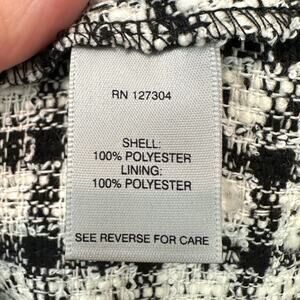 RN 127304
SHELL:
100% POLYESTER
LINING:
100% POLYESTER
SEE REVERSE FOR CARE